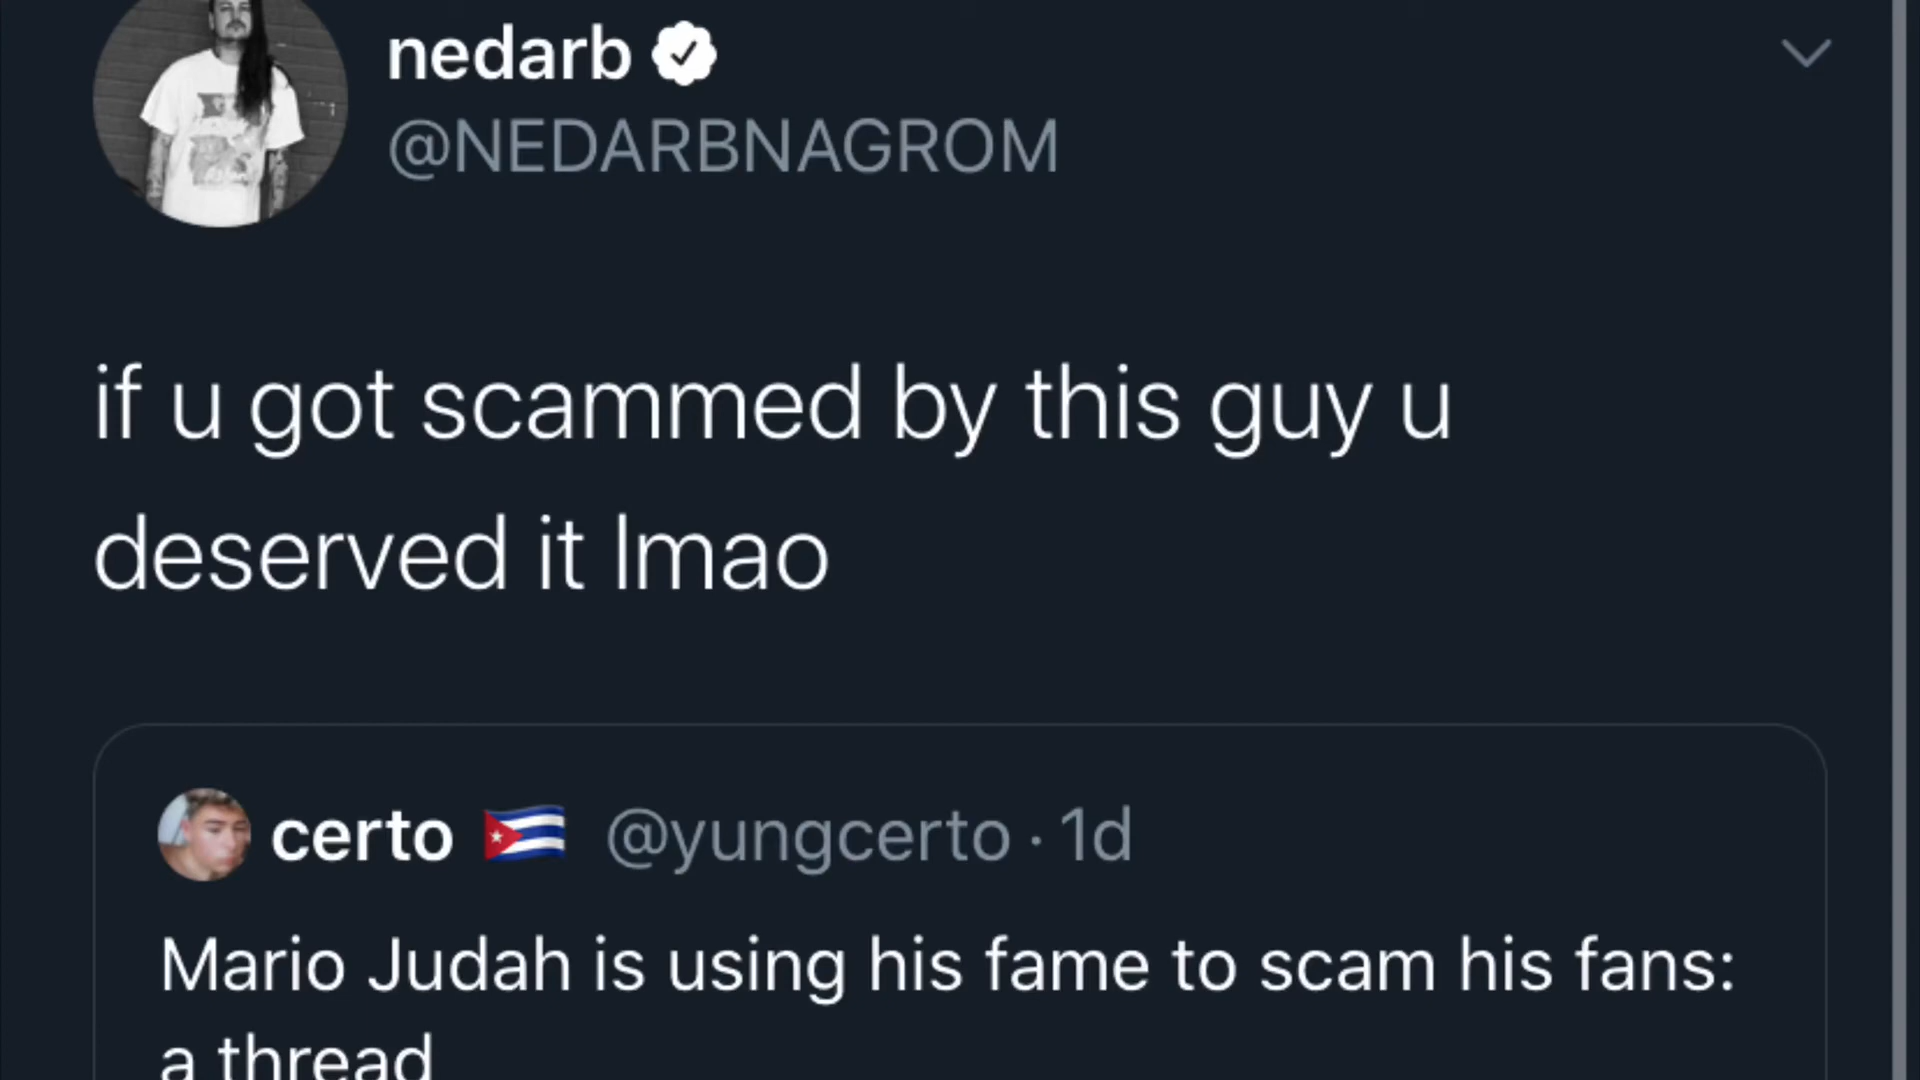 nedarb
@NEDARBNAGROM
if u got scammed by this guy u
deserved it lmao
certo 🇨🇺 @yungcerto · 1d
Mario Judah is using his fame to scam his fans:
a thread